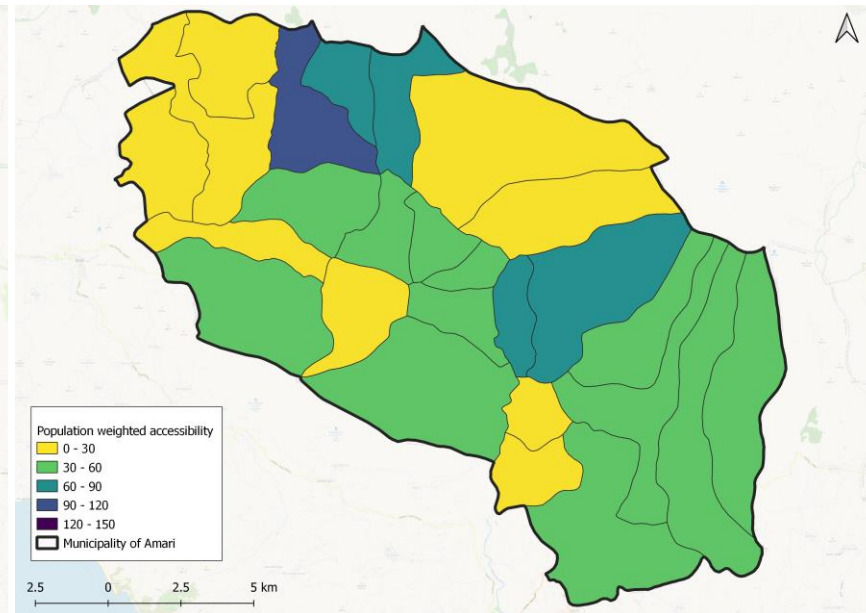 Population weighted accessibility
0 - 30
30 - 60
60 - 90
90 - 120
120 - 150
Municipality of Amari
2.5 0 2.5 5 km